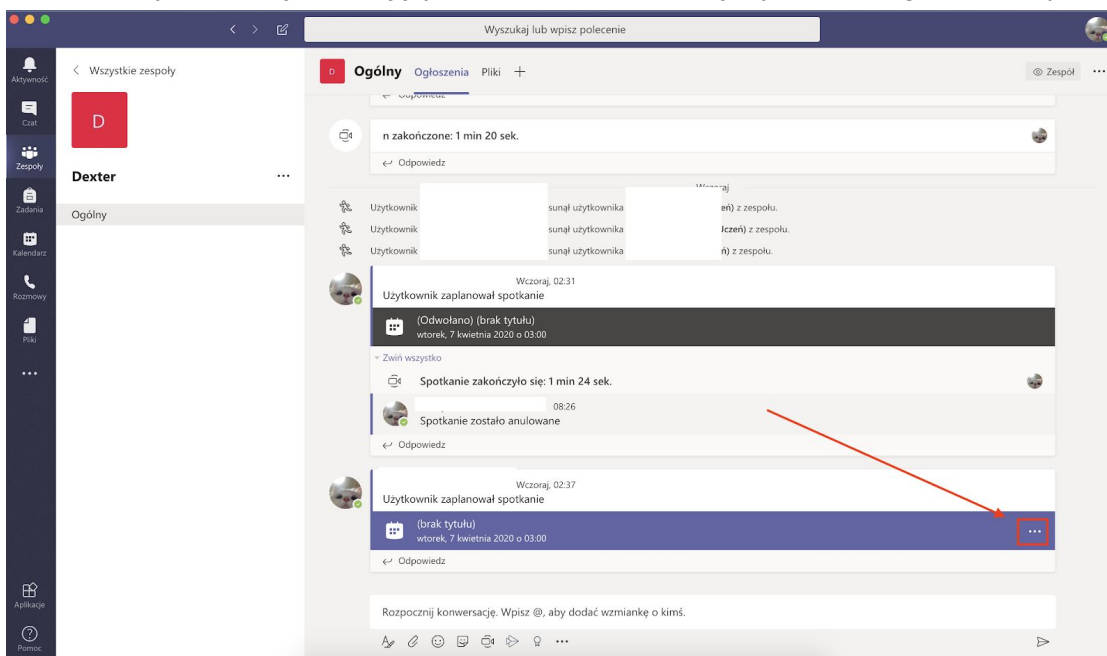 Wyszukaj lub wpisz polecenie
Aktywność
Czat
Zespoły
Zadania
Kalendarz
Rozmowy
Pliki
Aplikacje
Pomoc
Wszystkie zespoły
D
Dexter
Ogólny
D Ogólny Ogłoszenia Pliki
Zespół
Odpowiedz
n zakończone: 1 min 20 sek.
Odpowiedz
Wczoraj
Użytkownik sunął użytkownika eń) z zespołu.
Użytkownik sunął użytkownika Jczeń) z zespołu.
Użytkownik sunął użytkownika ń) z zespołu.
Wczoraj, 02:31
Użytkownik zaplanował spotkanie
(Odwołano) (brak tytułu)
wtorek, 7 kwietnia 2020 o 03:00
Zwiń wszystko
Spotkanie zakończyło się: 1 min 24 sek.
08:26
Spotkanie zostało anulowane
Odpowiedz
Wczoraj, 02:37
Użytkownik zaplanował spotkanie
(brak tytułu)
wtorek, 7 kwietnia 2020 o 03:00
Odpowiedz
Rozpocznij konwersację. Wpisz @, aby dodać wzmiankę o kimś.